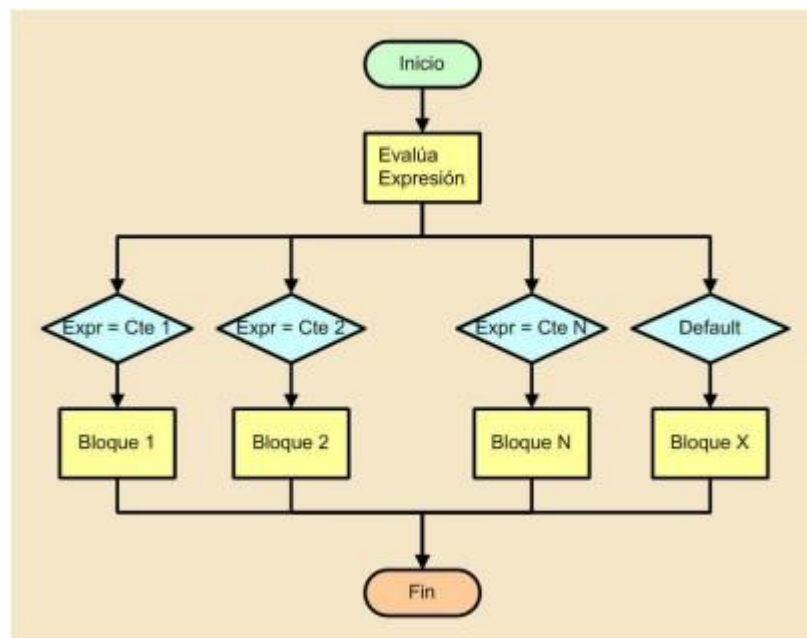 Inicio
Evalúa
Expresión
Expr = Cte 1
Expr = Cte 2
Expr = Cte N
Default
Bloque 1
Bloque 2
Bloque N
Bloque X
Fin